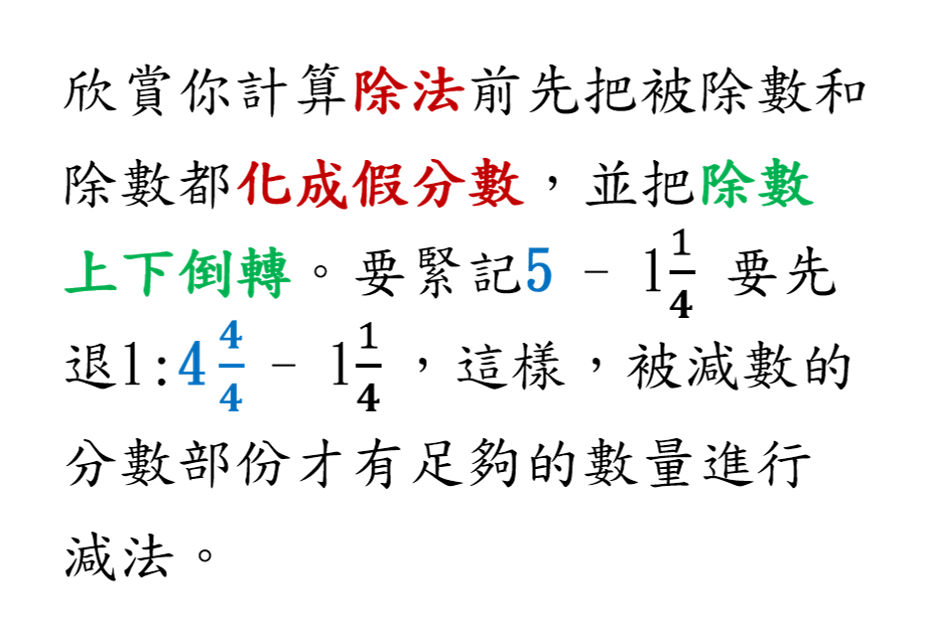 欣賞你計算除法前先把被除數和
除數都化成假分數，並把除數
上下倒轉。要緊記5 - 1 1/4 要先
退1:4 4/4 - 1 1/4，這樣，被減數的
分數部份才有足夠的數量進行
減法。